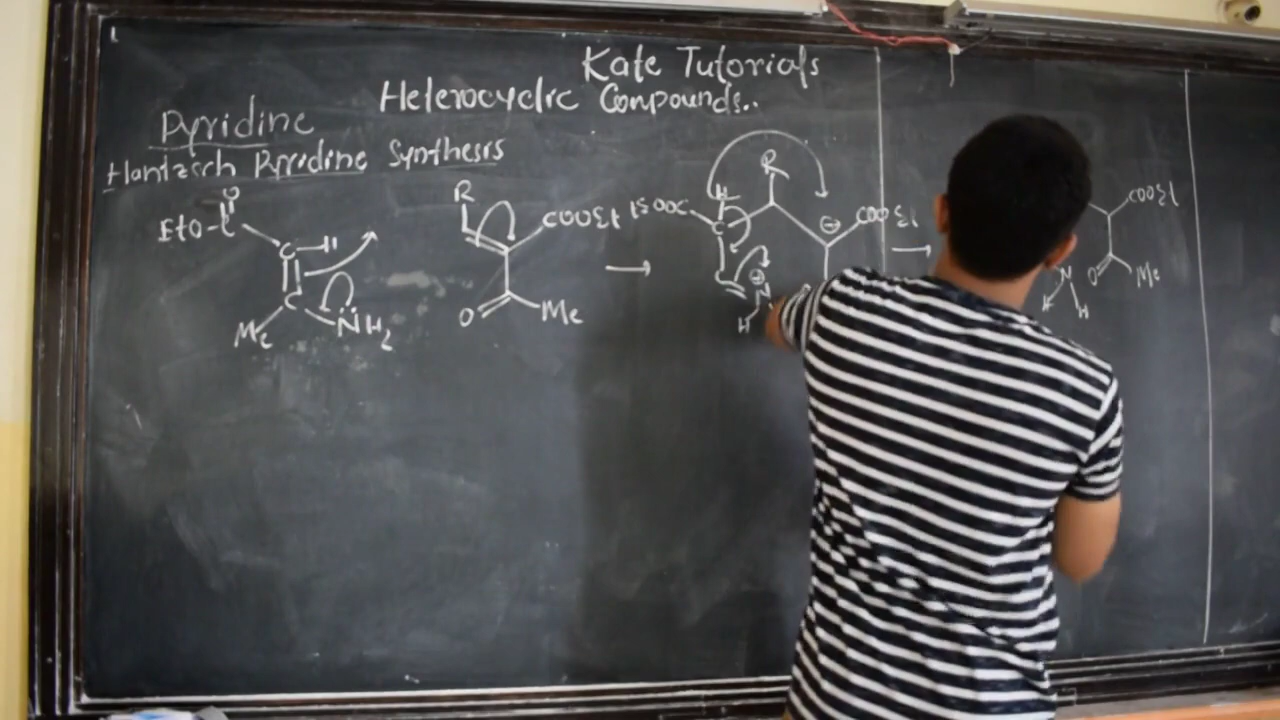 Kate Tutorials
Heterocyclic Compounds..
Pyridine
Hantzsch Pyridine Synthesis
O
EtO-C
C-H
C
Me
NH2
R
COOEt
O
Me
R
EtOOC
H
C
COOEt
N
H
COOEt
O
Me
N
H
H